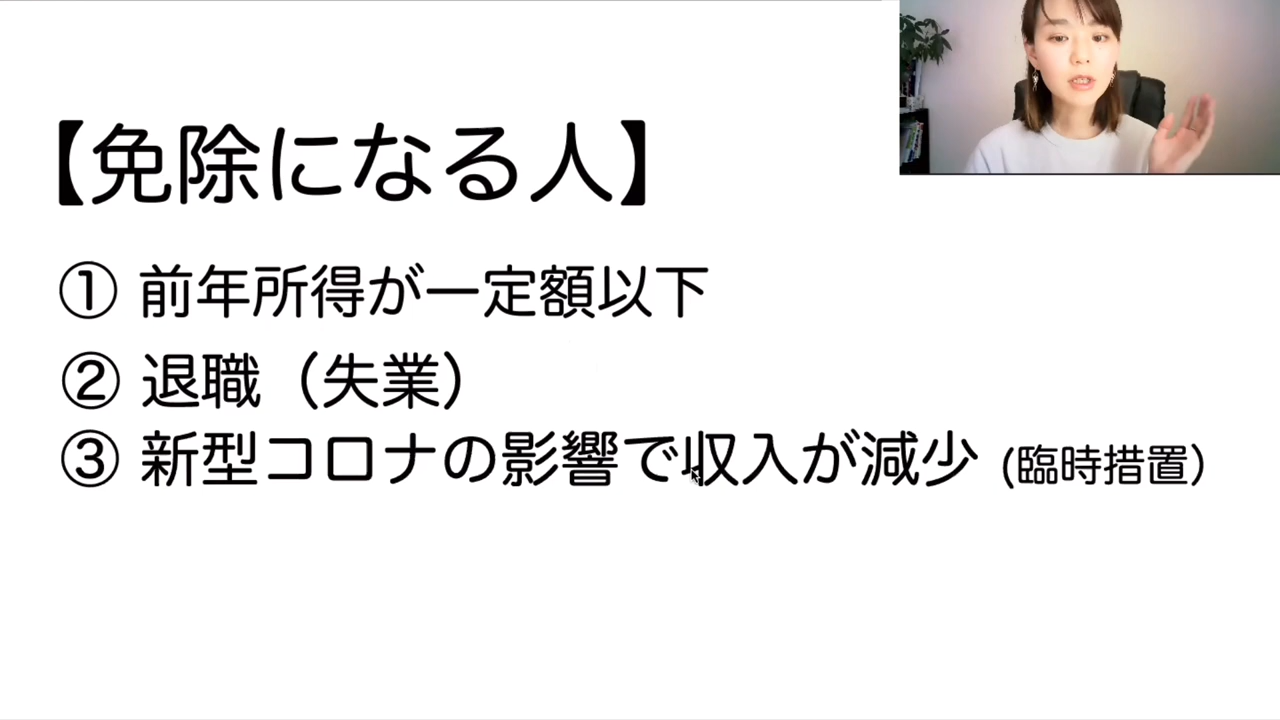 【免除になる人】
① 前年所得が一定額以下
② 退職（失業）
③ 新型コロナの影響で収入が減少 (臨時措置）